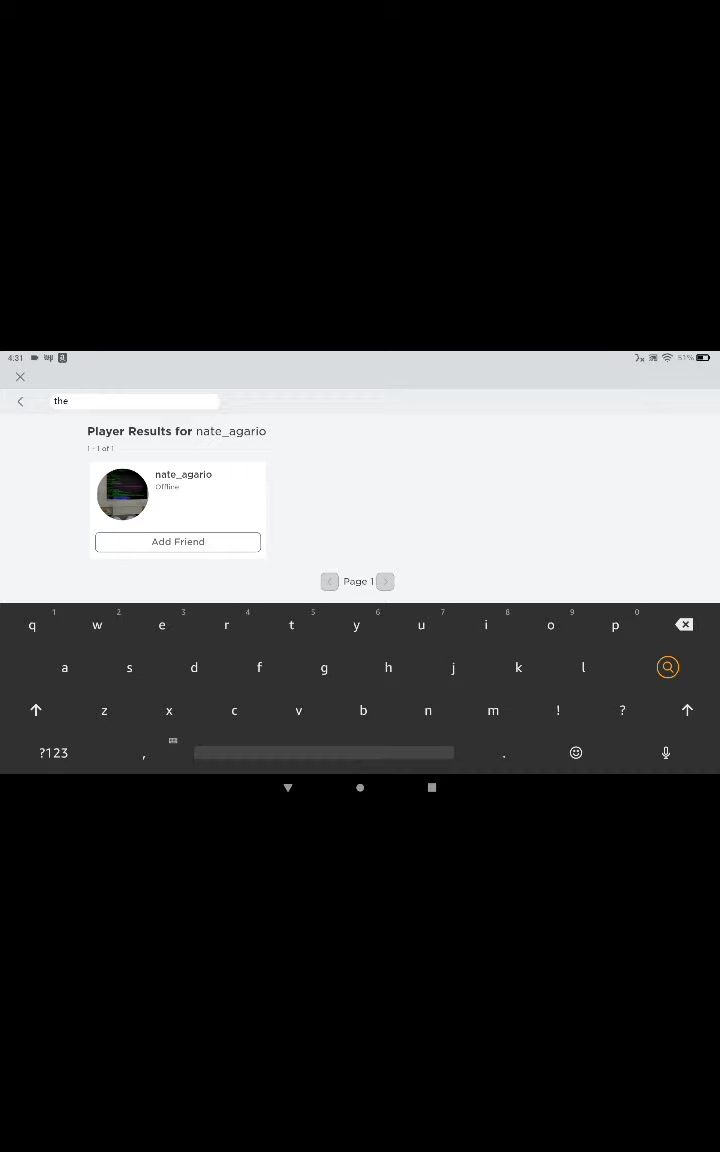 4:31 51%
the
Player Results for nate_agario
1 - 1 of 1
nate_agario
Offline
Add Friend
Page 1
1 2 3 4 5 6 7 8 9 0
q w e r t y u i o p
a s d f g h j k l
z x c v b n m ! ?
?123 , .